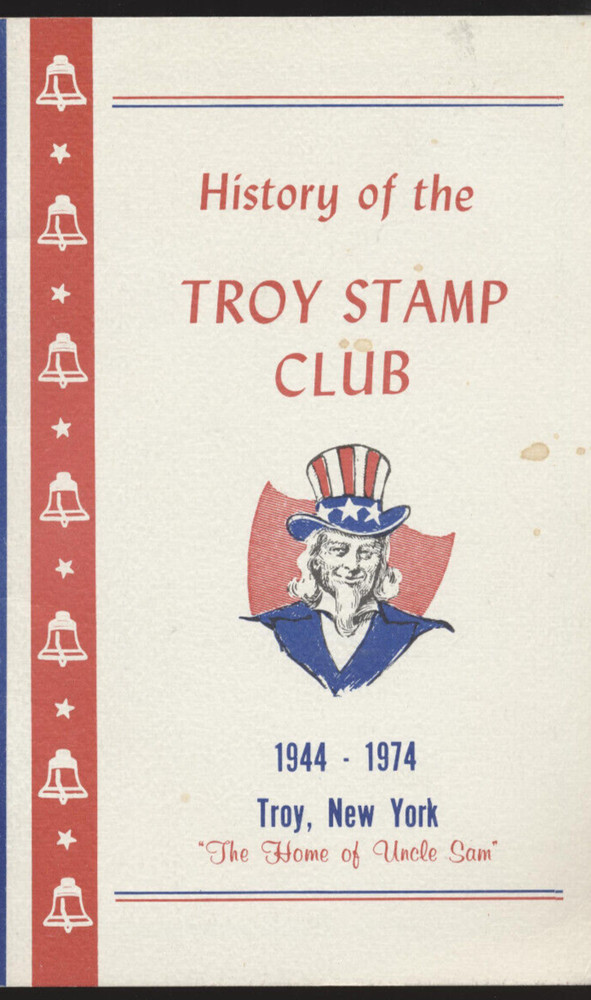 History of the
TROY STAMP
CLUB
1944 - 1974
Troy, New York
"The Home of Uncle Sam"